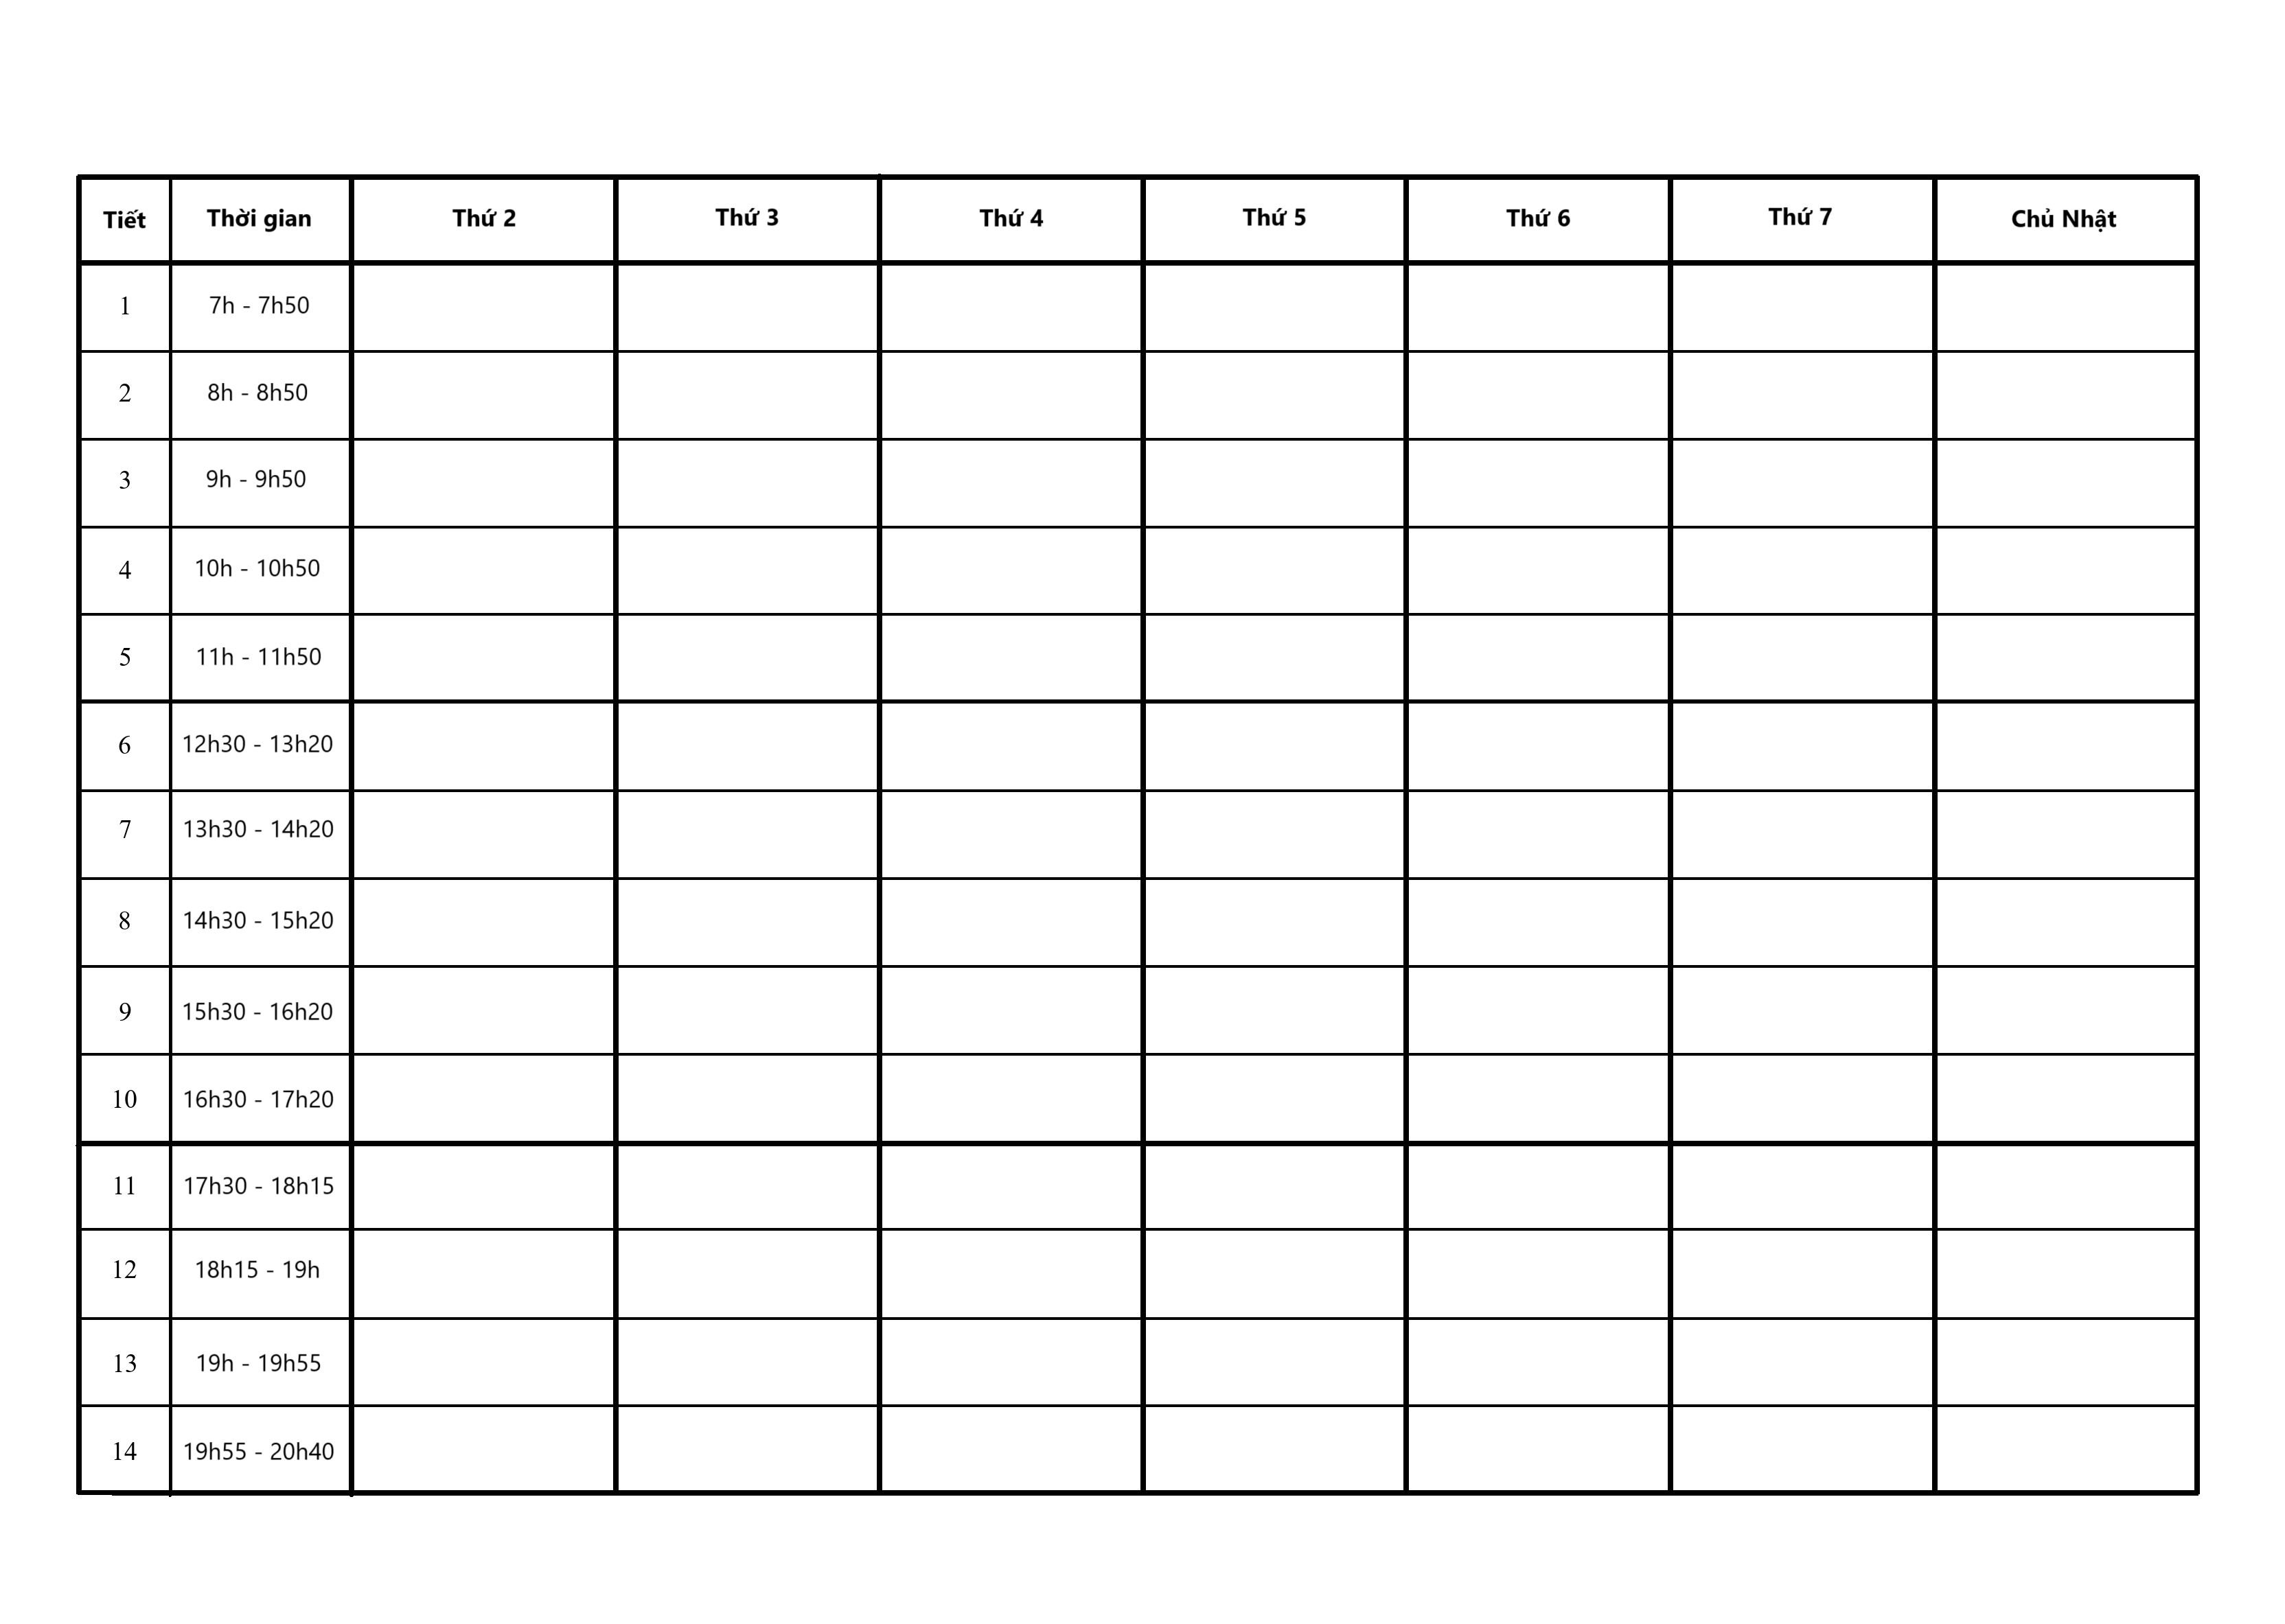 Tiết Thời gian Thứ 2 Thứ 3 Thứ 4 Thứ 5 Thứ 6 Thứ 7 Chủ Nhật
1 7h - 7h50
2 8h - 8h50
3 9h - 9h50
4 10h - 10h50
5 11h - 11h50
6 12h30 - 13h20
7 13h30 - 14h20
8 14h30 - 15h20
9 15h30 - 16h20
10 16h30 - 17h20
11 17h30 - 18h15
12 18h15 - 19h
13 19h - 19h55
14 19h55 - 20h40